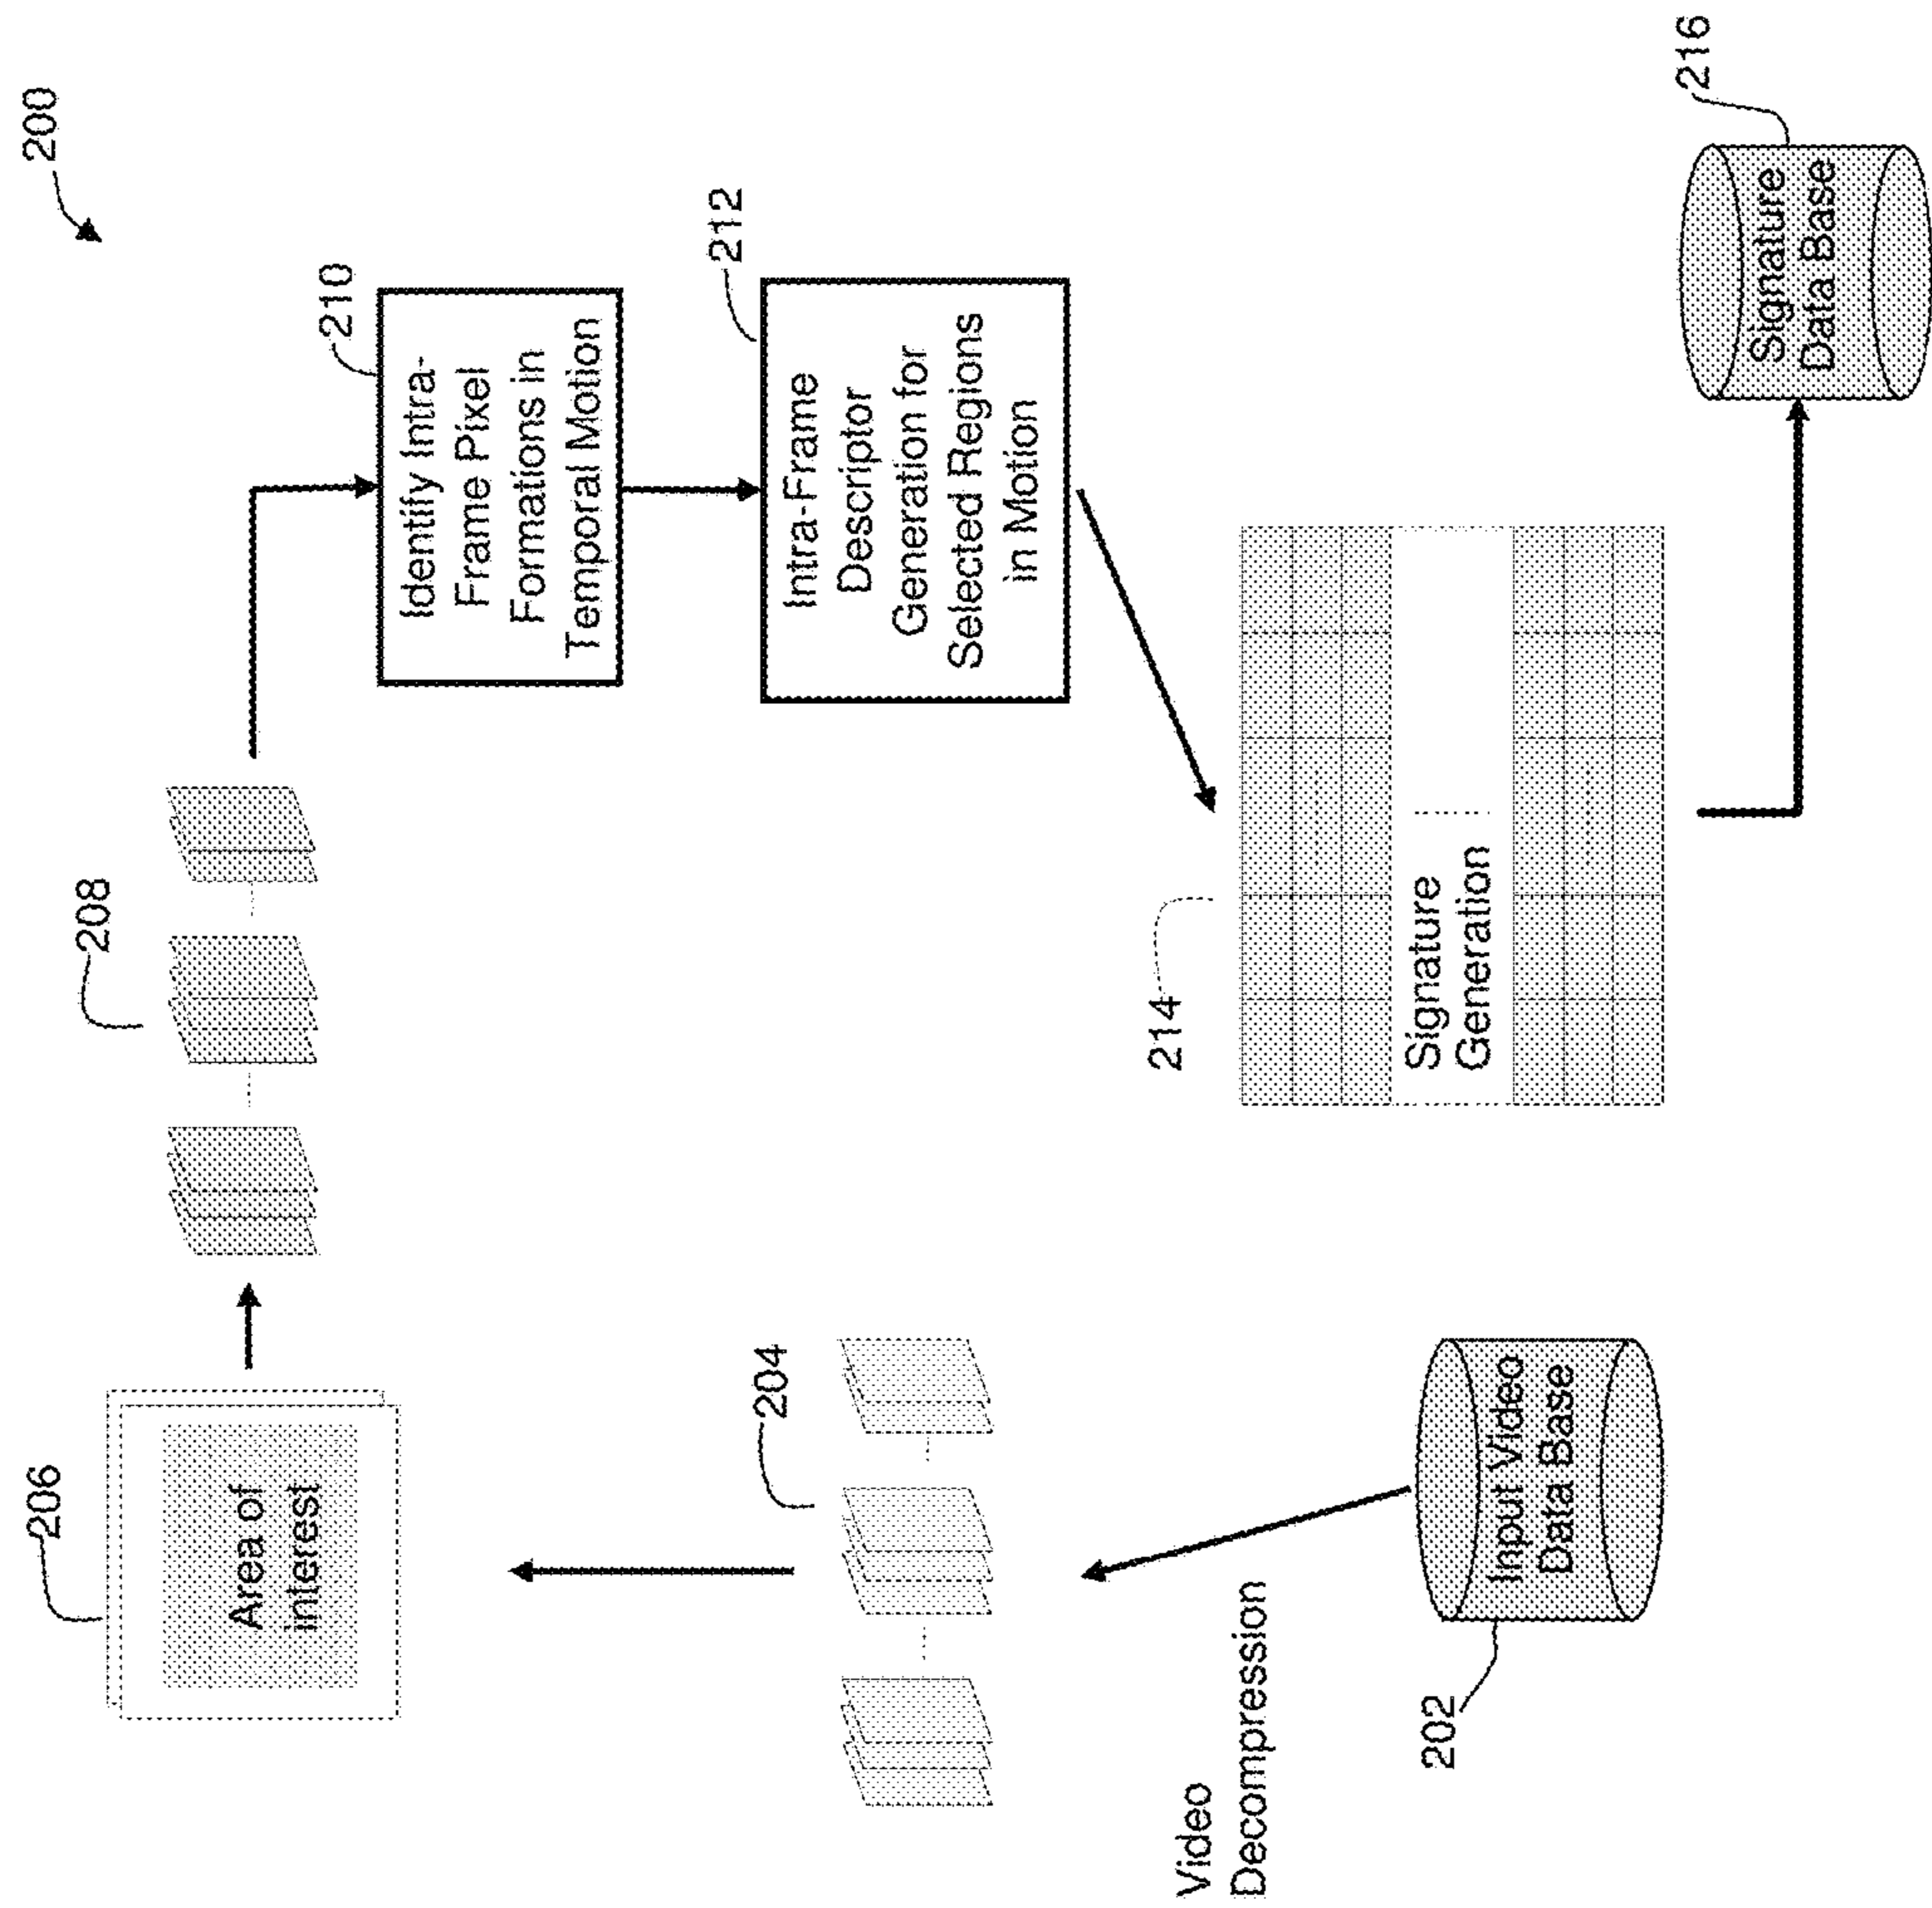 200
206
Area of
interest
208
210
Identify Intra-
Frame Pixel
Formations in
Temporal Motion
204
212
Intra-Frame
Descriptor
Generation for
Selected Regions
in Motion
Video
Decompression
202
Input Video
Data Base
214
Signature
Generation
216
Signature
Data Base